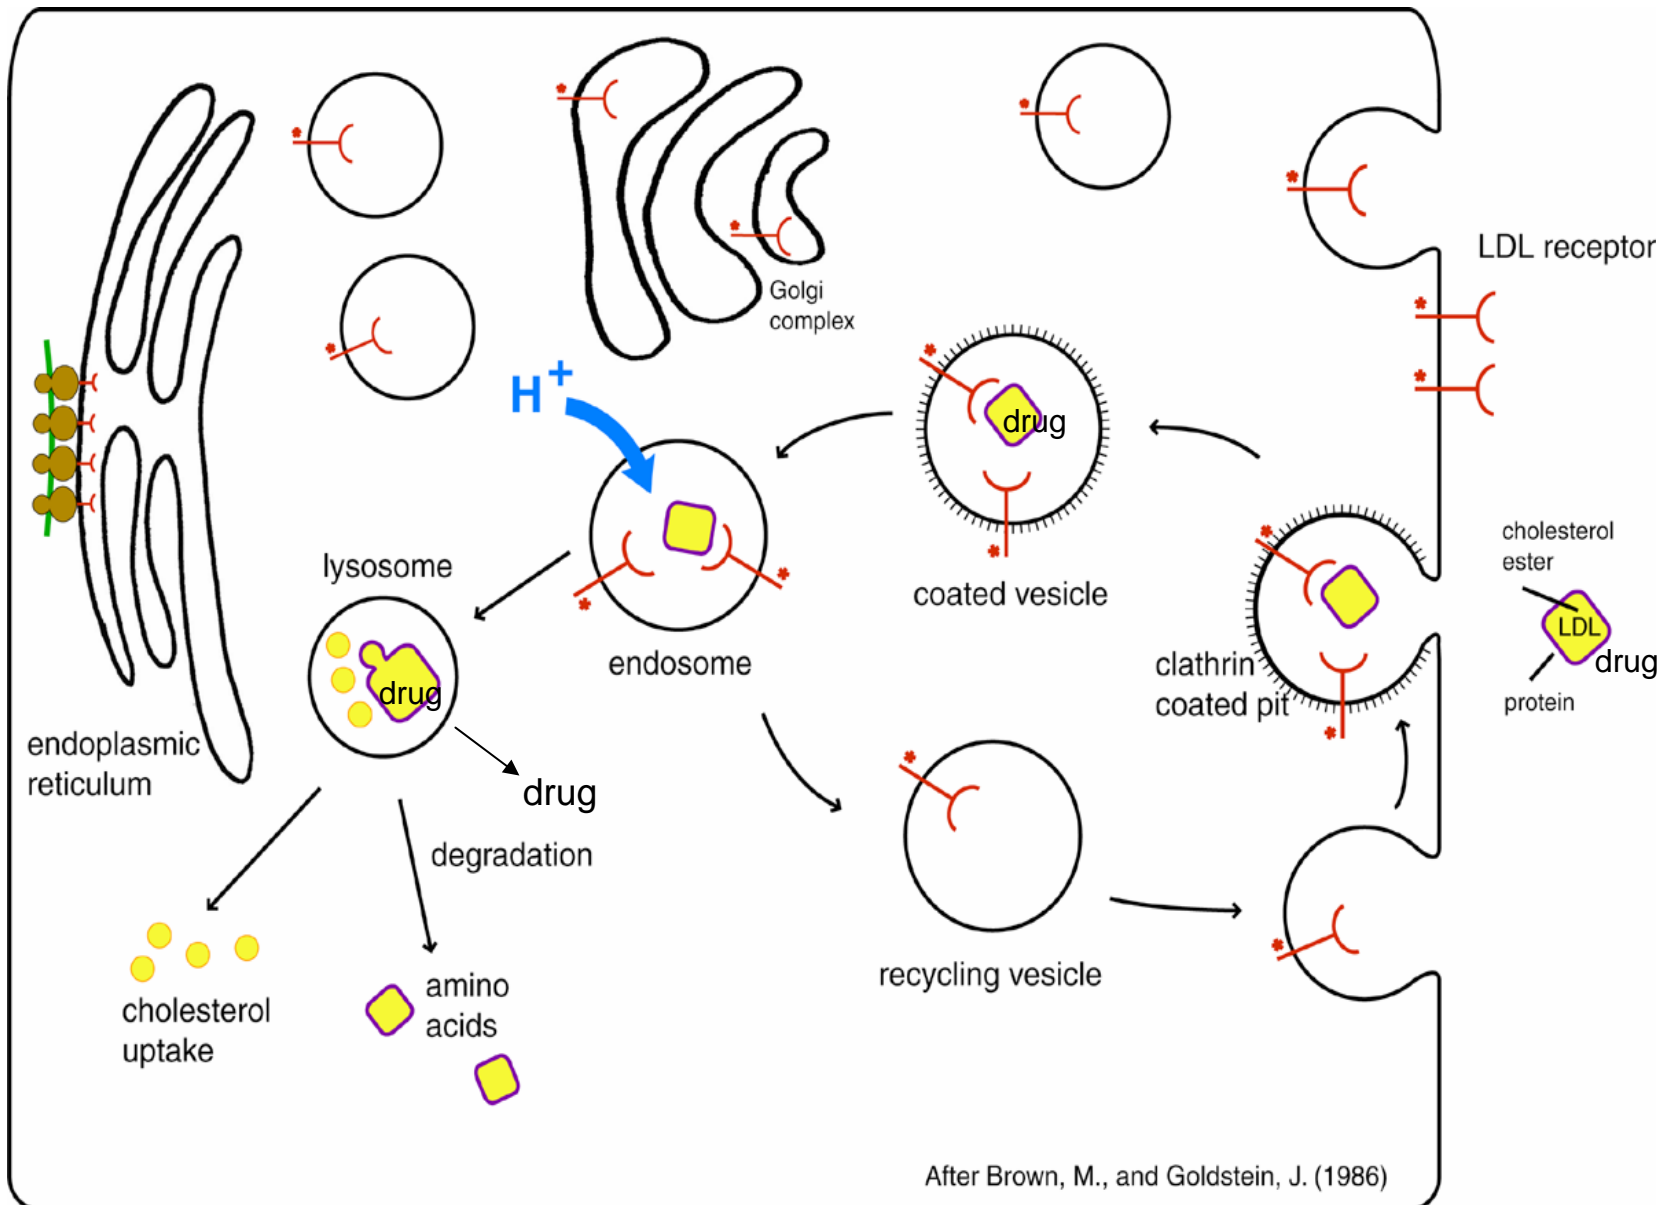 Golgi
complex
LDL receptor
H+
drug
cholesterol
ester
lysosome
coated vesicle
LDL
endosome
clathrin
coated pit
drug
drug
protein
endoplasmic
reticulum
drug
degradation
recycling vesicle
amino
acids
cholesterol
uptake
After Brown, M., and Goldstein, J. (1986)